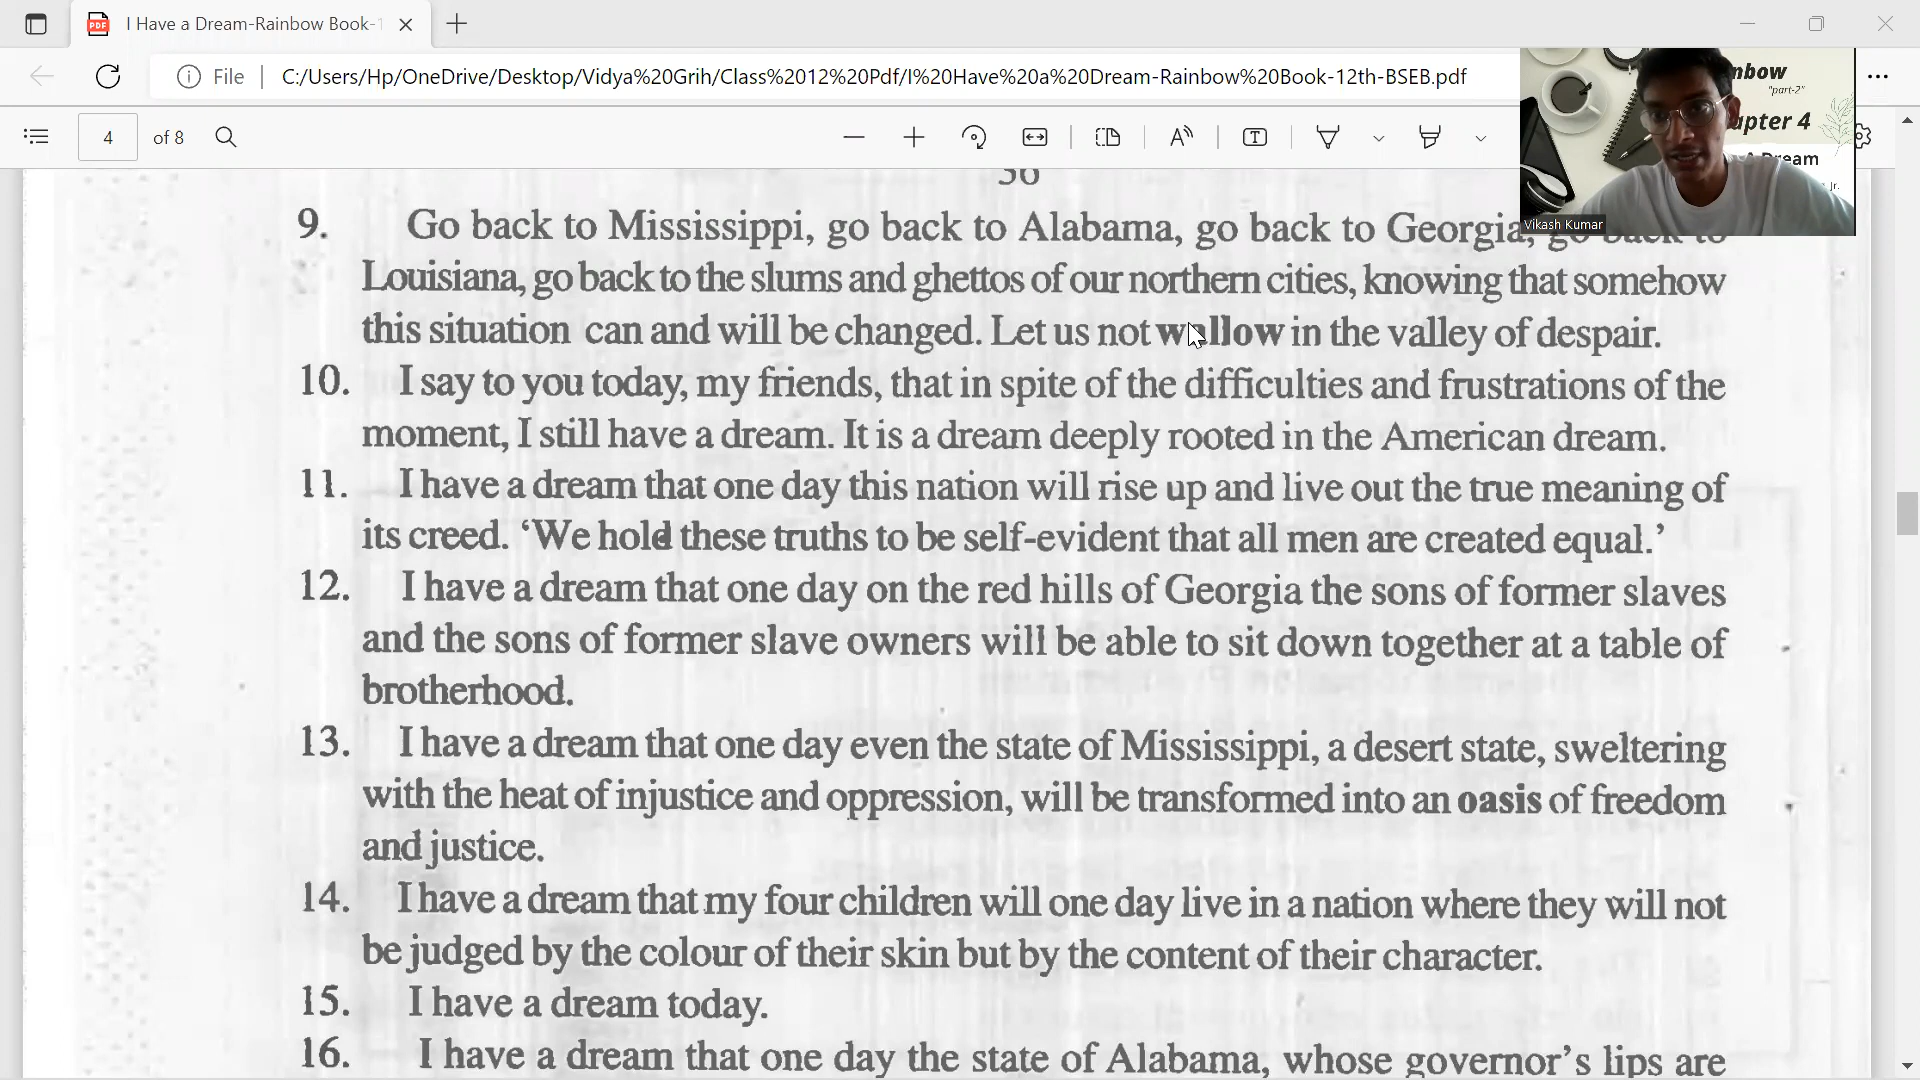 I Have a Dream-Rainbow Book-1
File
C:/Users/Hp/OneDrive/Desktop/Vidya%20Grih/Class%2012%20Pdf/I%20Have%20a%20Dream-Rainbow%20Book-12th-BSEB.pdf
4 of 8
nbow
"part-2"
apter 4
A Dream
Jr.
Vikash Kumar
36
9. Go back to Mississippi, go back to Alabama, go back to Georgia, go back to
Louisiana, go back to the slums and ghettos of our northern cities, knowing that somehow
this situation can and will be changed. Let us not wallow in the valley of despair.
10. I say to you today, my friends, that in spite of the difficulties and frustrations of the
moment, I still have a dream. It is a dream deeply rooted in the American dream.
11. I have a dream that one day this nation will rise up and live out the true meaning of
its creed. ‘We hold these truths to be self-evident that all men are created equal.’
12. I have a dream that one day on the red hills of Georgia the sons of former slaves
and the sons of former slave owners will be able to sit down together at a table of
brotherhood.
13. I have a dream that one day even the state of Mississippi, a desert state, sweltering
with the heat of injustice and oppression, will be transformed into an oasis of freedom
and justice.
14. I have a dream that my four children will one day live in a nation where they will not
be judged by the colour of their skin but by the content of their character.
15. I have a dream today.
16. I have a dream that one day the state of Alabama, whose governor’s lips are